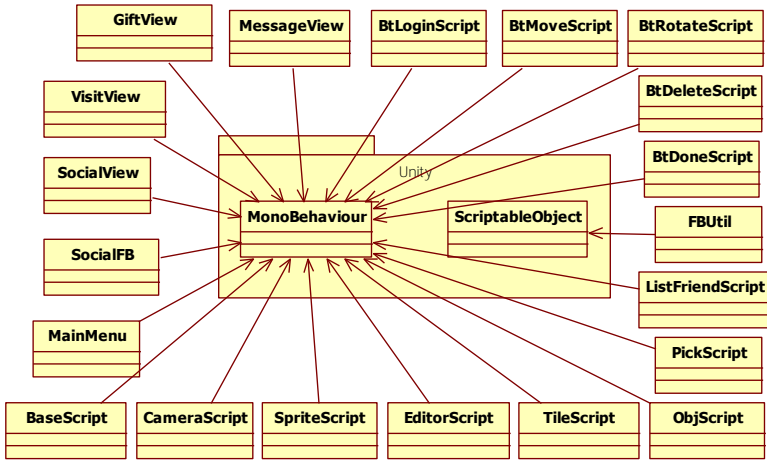 GiftView
MessageView
BtLoginScript
BtMoveScript
BtRotateScript
VisitView
BtDeleteScript
SocialView
Unity
BtDoneScript
MonoBehaviour
ScriptableObject
FBUtil
SocialFB
ListFriendScript
MainMenu
PickScript
BaseScript
CameraScript
SpriteScript
EditorScript
TileScript
ObjScript